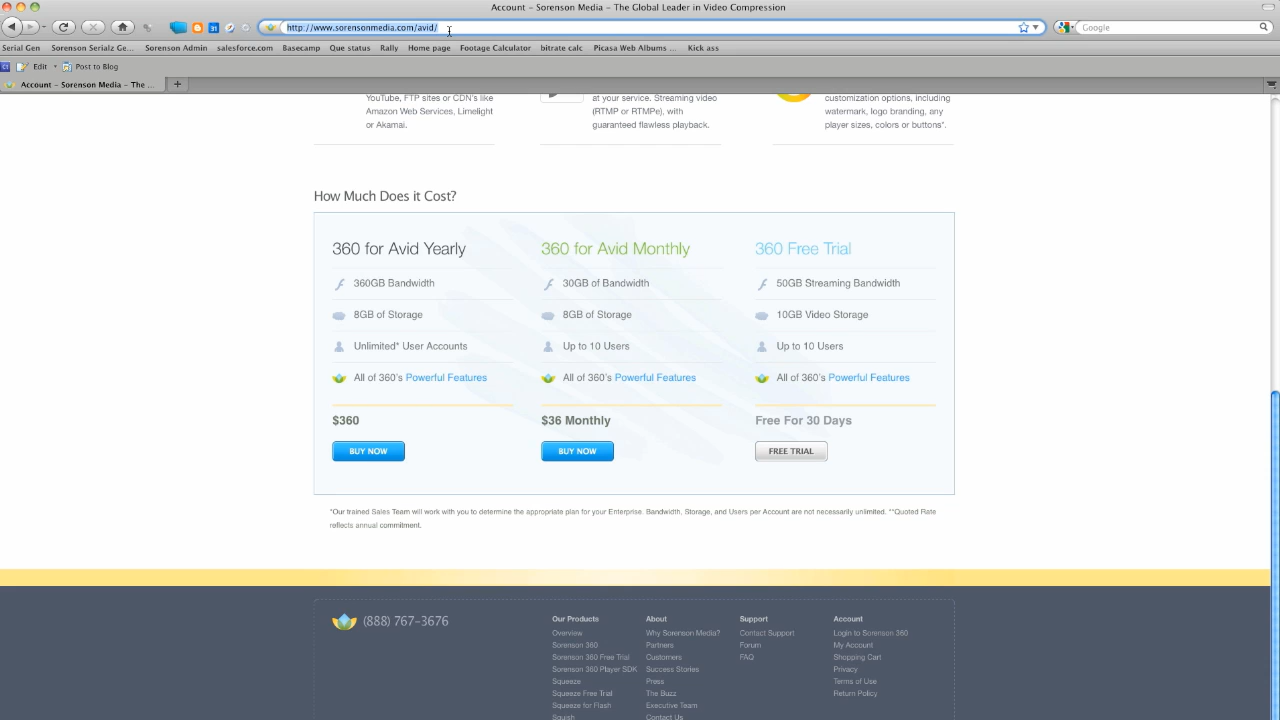 Account – Sorenson Media – The Global Leader in Video Compression
http://www.sorensonmedia.com/avid/
Google
Serial Gen Sorenson Serialz Ge... Sorenson Admin salesforce.com Basecamp Que status Rally Home page Footage Calculator bitrate calc Picasa Web Albums ... Kick ass
Edit Post to Blog
Account – Sorenson Media – The ...
YouTube, FTP sites or CDN's like
Amazon Web Services, Limelight
or Akamai.
at your service. Streaming video
(RTMP or RTMPe), with
guaranteed flawless playback.
customization options, including
watermark, logo branding, any
player sizes, colors or buttons*.
How Much Does it Cost?
360 for Avid Yearly
360GB Bandwidth
8GB of Storage
Unlimited* User Accounts
All of 360's Powerful Features
$360
BUY NOW
360 for Avid Monthly
30GB of Bandwidth
8GB of Storage
Up to 10 Users
All of 360's Powerful Features
$36 Monthly
BUY NOW
360 Free Trial
50GB Streaming Bandwidth
10GB Video Storage
Up to 10 Users
All of 360's Powerful Features
Free For 30 Days
FREE TRIAL
*Our trained Sales Team will work with you to determine the appropriate plan for your Enterprise. Bandwidth, Storage, and Users per Account are not necessarily unlimited. **Quoted Rate
reflects annual commitment.
(888) 767-3676
Our Products
Overview
Sorenson 360
Sorenson 360 Free Trial
Sorenson 360 Player SDK
Squeeze
Squeeze Free Trial
Squeeze for Flash
Squish
About
Why Sorenson Media?
Partners
Customers
Success Stories
Press
The Buzz
Executive Team
Contact Us
Support
Contact Support
Forum
FAQ
Account
Login to Sorenson 360
My Account
Shopping Cart
Privacy
Terms of Use
Return Policy